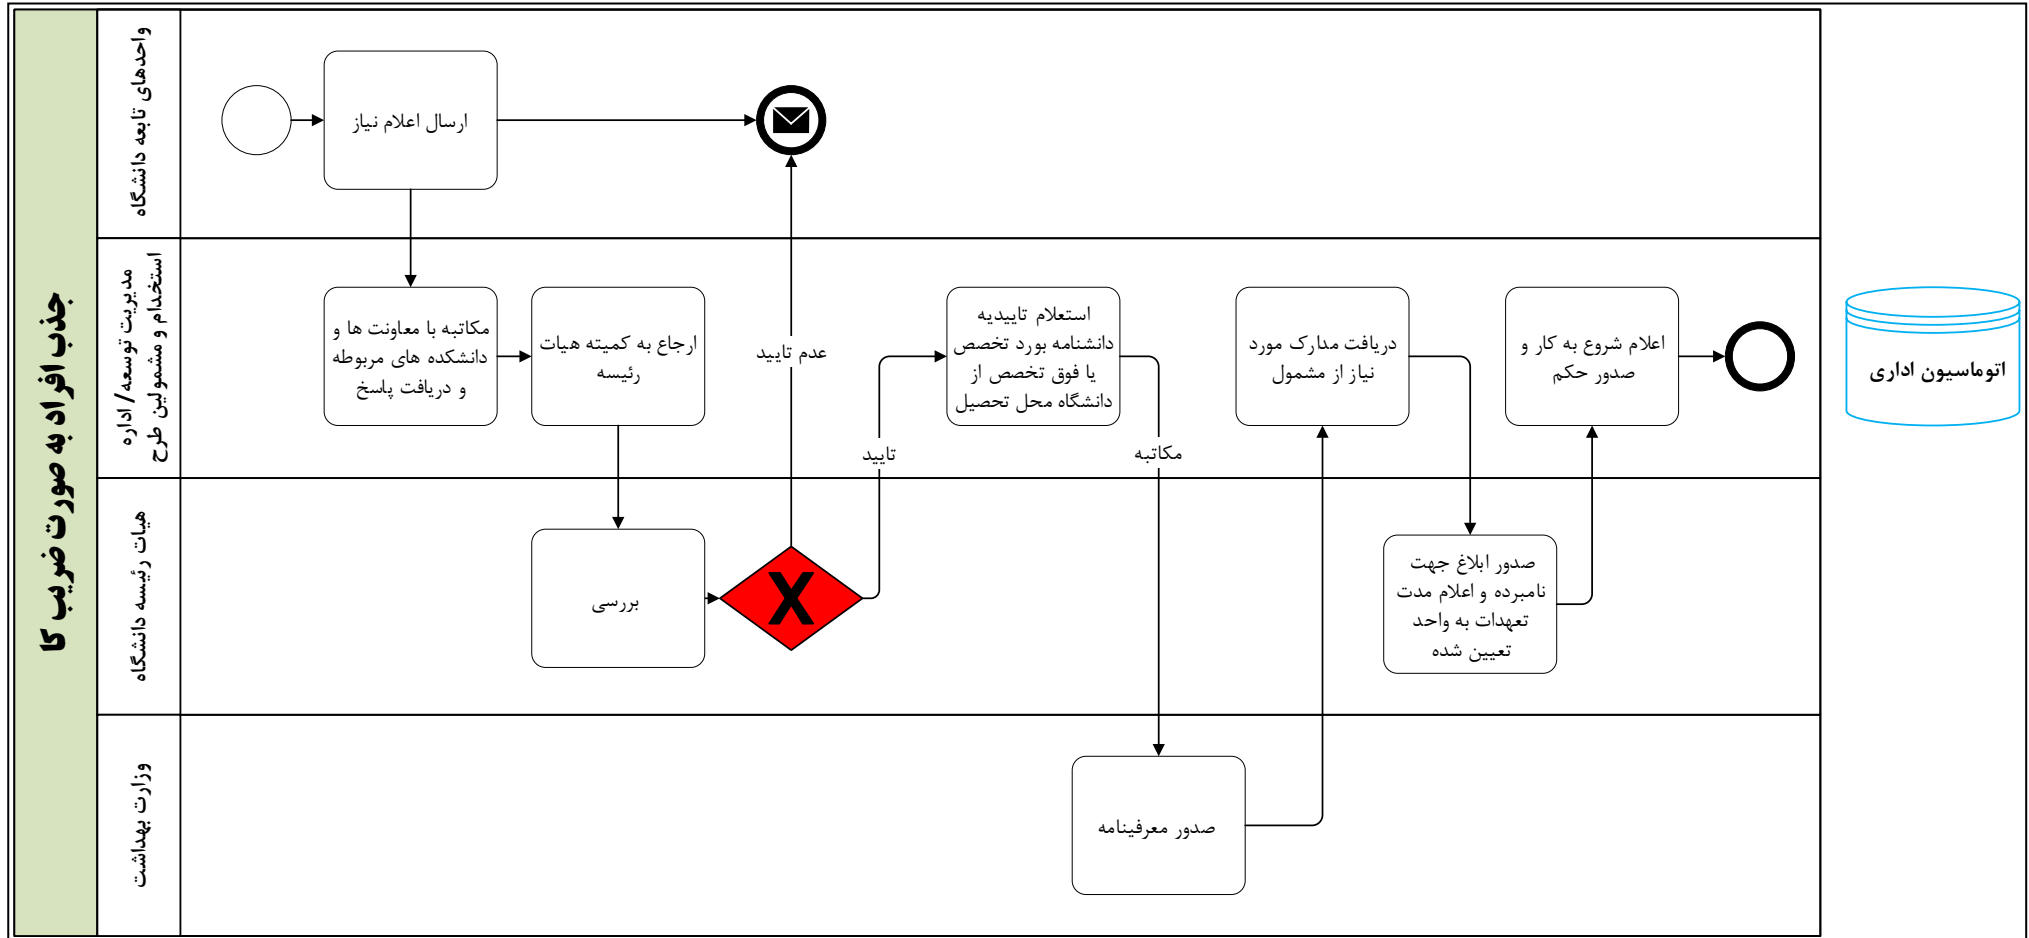 جذب افراد به صورت ضریب کا
واحدهای تابعه دانشگاه
ارسال اعلام نیاز
مدیریت توسعه/ اداره
استخدام و مشمولین طرح
مکاتبه با معاونت ها و
دانشکده های مربوطه
و دریافت پاسخ
ارجاع به کمیته هیات
رئیسه
عدم تایید
تایید
استعلام تاییدیه
دانشنامه بورد تخصص
یا فوق تخصص از
دانشگاه محل تحصیل
مکاتبه
دریافت مدارک مورد
نیاز از مشمول
اعلام شروع به کار و
صدور حکم
اتوماسیون اداری
هیات رئیسه دانشگاه
بررسی
X
صدور ابلاغ جهت
نامبرده و اعلام مدت
تعهدات به واحد
تعیین شده
وزارت بهداشت
صدور معرفینامه